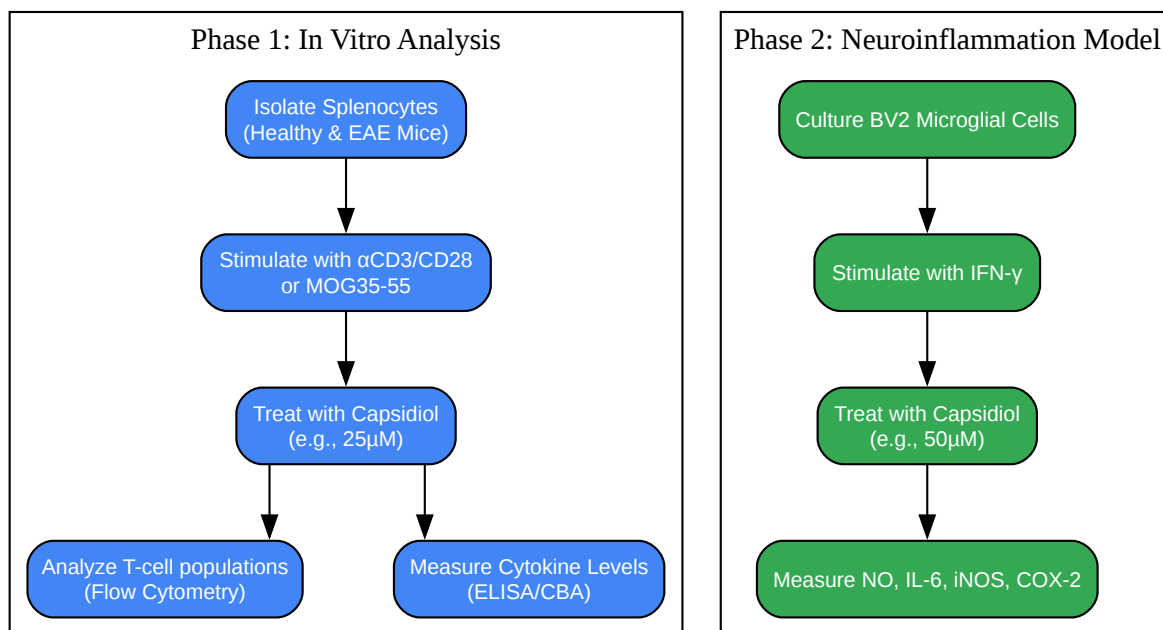 Phase 1: In Vitro Analysis
Isolate Splenocytes
(Healthy & EAE Mice)
Stimulate with αCD3/CD28
or MOG35-55
Treat with Capsidiol
(e.g., 25µM)
Analyze T-cell populations
(Flow Cytometry)
Measure Cytokine Levels
(ELISA/CBA)
Phase 2: Neuroinflammation Model
Culture BV2 Microglial Cells
Stimulate with IFN-γ
Treat with Capsidiol
(e.g., 50µM)
Measure NO, IL-6, iNOS, COX-2